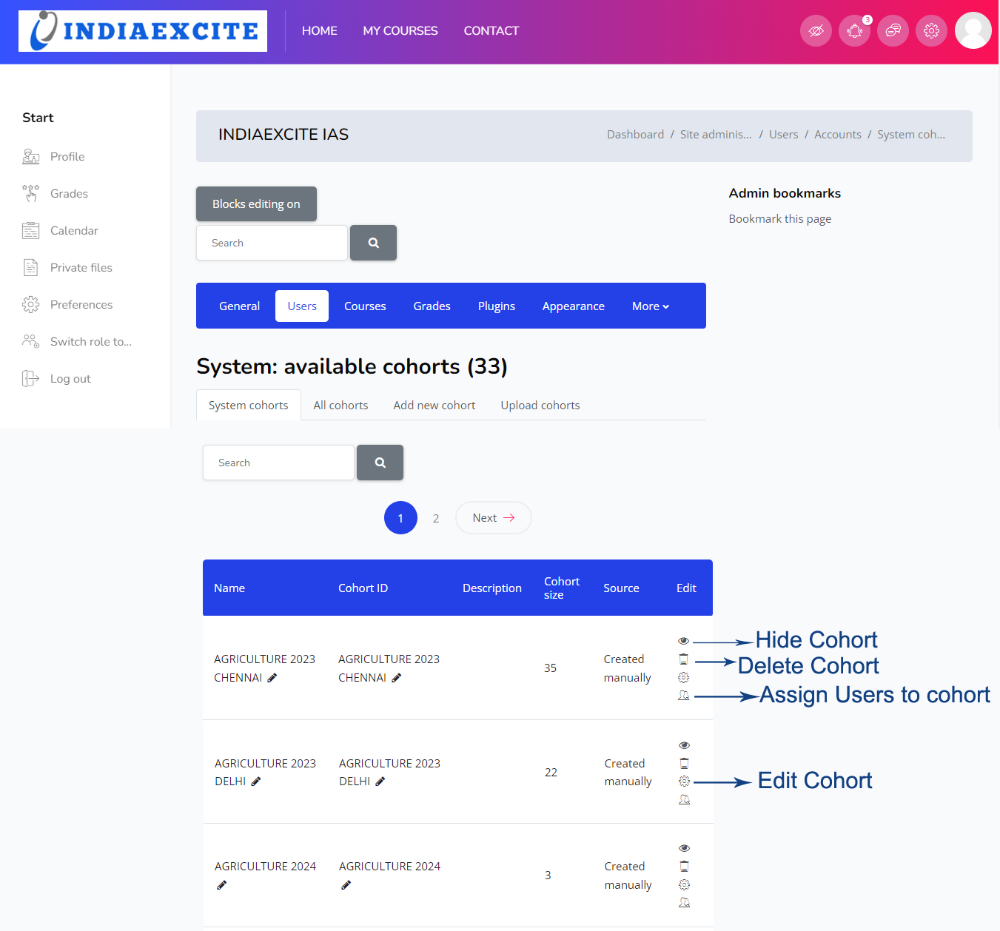 INDIAEXCITE
HOME MY COURSES CONTACT
3
Start
Profile
Grades
Calendar
Private files
Preferences
Switch role to...
Log out
INDIAEXCITE IAS
Dashboard / Site adminis... / Users / Accounts / System coh...
Blocks editing on
Search
Admin bookmarks
Bookmark this page
General Users Courses Grades Plugins Appearance More
System: available cohorts (33)
System cohorts All cohorts Add new cohort Upload cohorts
Search
1 2 Next
Name Cohort ID Description Cohort size Source Edit
AGRICULTURE 2023 AGRICULTURE 2023 Created
CHENNAI CHENNAI 35 manually
Hide Cohort
Delete Cohort
Assign Users to cohort
AGRICULTURE 2023 AGRICULTURE 2023 Created
DELHI DELHI 22 manually
Edit Cohort
AGRICULTURE 2024 AGRICULTURE 2024 3 Created
manually